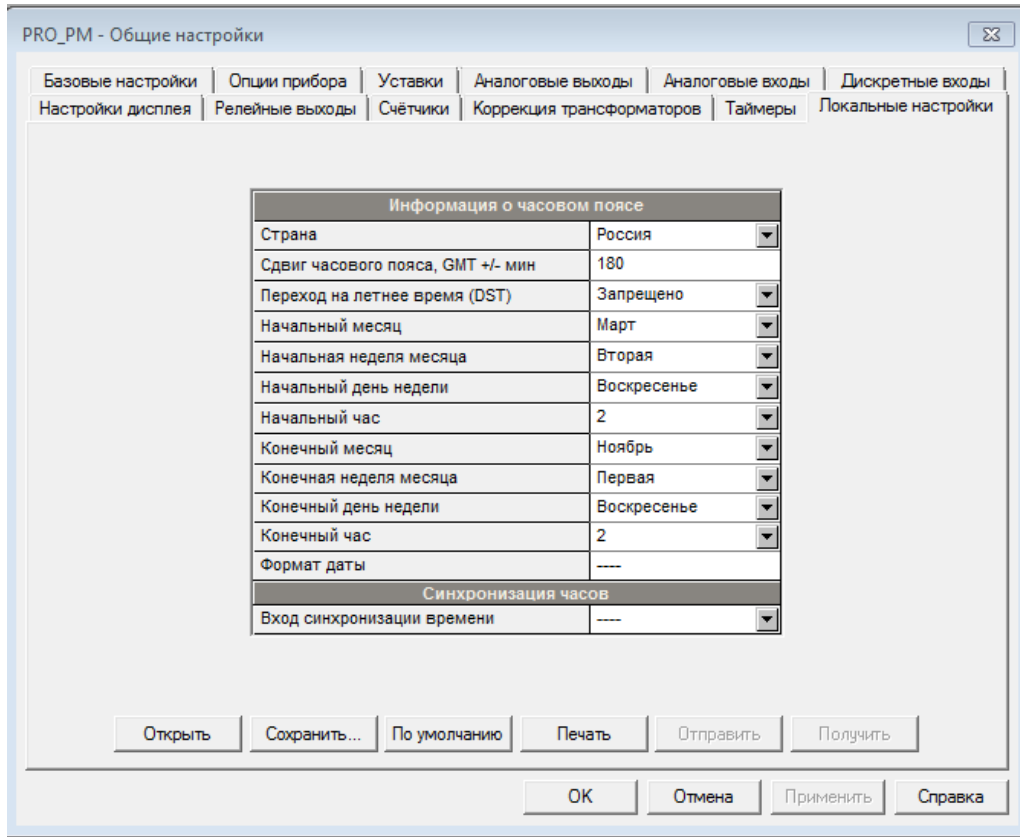 PRO_PM - Общие настройки
Базовые настройки Опции прибора Уставки Аналоговые выходы Аналоговые входы Дискретные входы
Настройки дисплея Релейные выходы Счётчики Коррекция трансформаторов Таймеры Локальные настройки
Информация о часовом поясе
Страна Россия
Сдвиг часового пояса, GMT +/- мин 180
Переход на летнее время (DST) Запрещено
Начальный месяц Март
Начальная неделя месяца Вторая
Начальный день недели Воскресенье
Начальный час 2
Конечный месяц Ноябрь
Конечная неделя месяца Первая
Конечный день недели Воскресенье
Конечный час 2
Формат даты ----
Синхронизация часов
Вход синхронизации времени ----
Открыть Сохранить... По умолчанию Печать Отправить Получить
OK Отмена Применить Справка